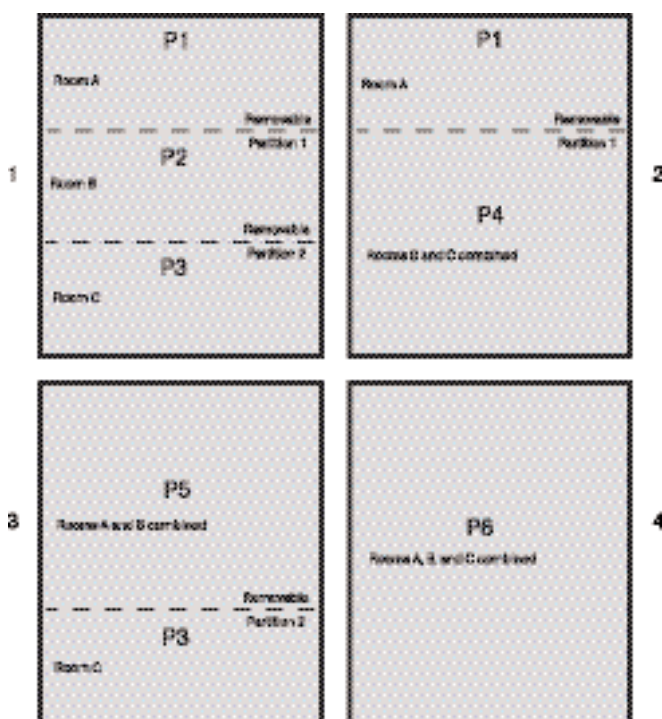 P1
Room A
Removable
Partition 1
1
P2
Room B
Removable
Partition 2
P3
Room C
P1
Room A
Removable
Partition 1
2
P4
Rooms B and C combined
P5
3
Rooms A and B combined
Removable
Partition 2
P3
Room C
P6
4
Rooms A, B, and C combined